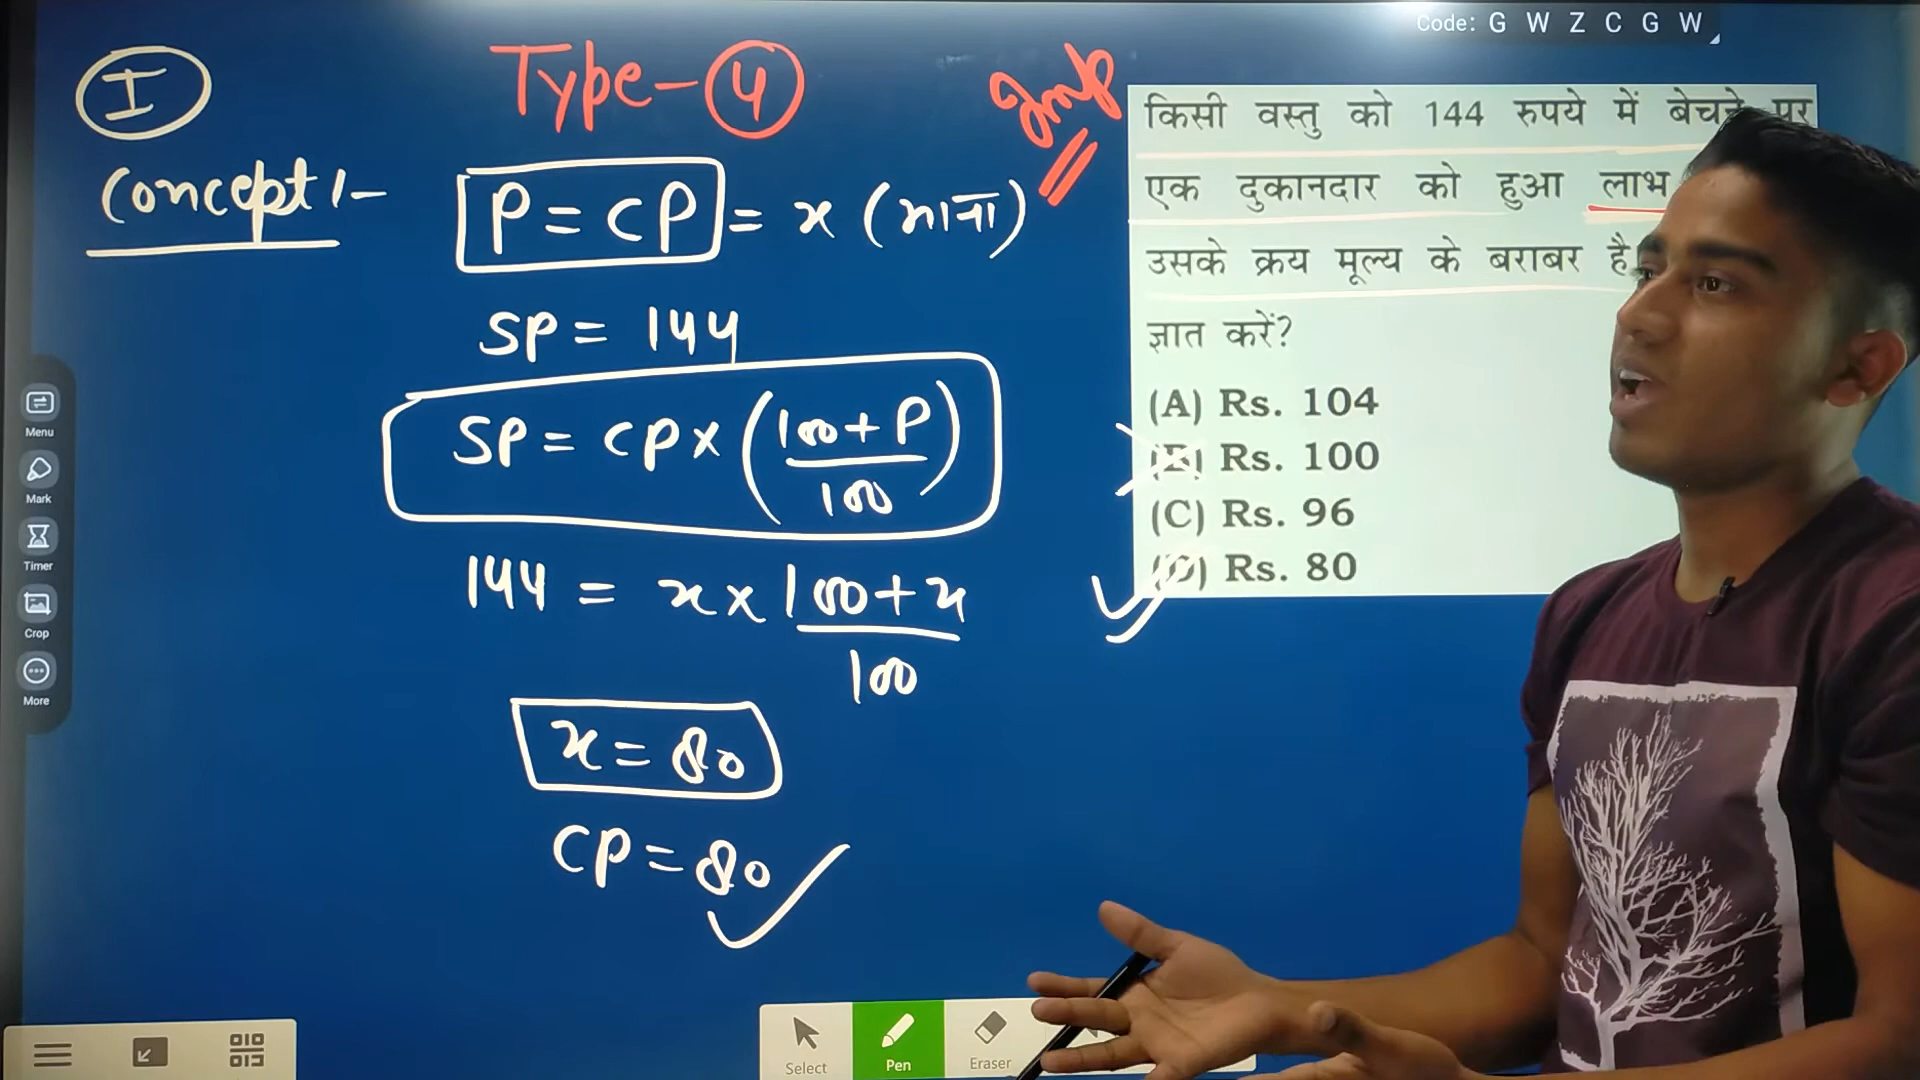 Code: G W Z C G W
I
Type-4
Imp
Concept 1-
P = CP = x (माना)
SP = 144
SP = CP × (100+P / 100)
144 = x × 100+x / 100
x = 80
CP = 80
किसी वस्तु को 144 रुपये में बेचने पर
एक दुकानदार को हुआ लाभ
उसके क्रय मूल्य के बराबर है
ज्ञात करें?
(A) Rs. 104
(B) Rs. 100
(C) Rs. 96
(D) Rs. 80
Menu
Mark
Timer
Crop
More
Select
Pen
Eraser